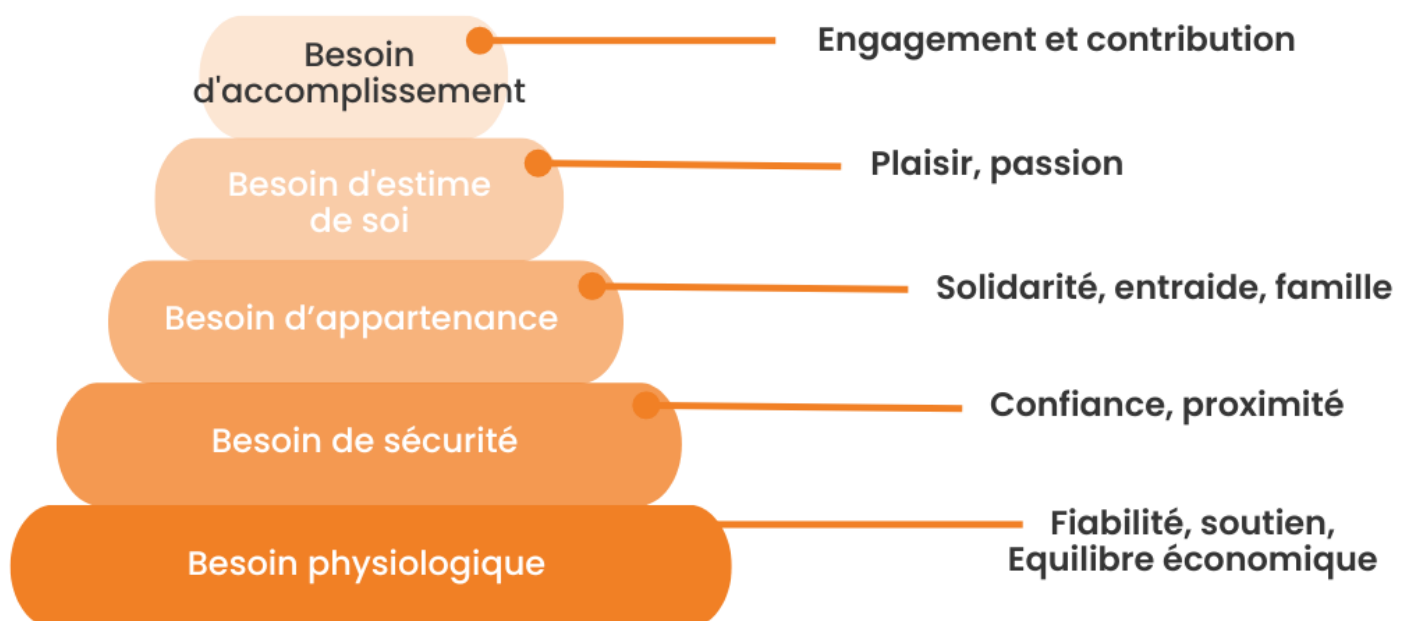 Besoin
d'accomplissement
Engagement et contribution
Besoin d'estime
de soi
Plaisir, passion
Besoin d’appartenance
Solidarité, entraide, famille
Besoin de sécurité
Confiance, proximité
Besoin physiologique
Fiabilité, soutien,
Equilibre économique